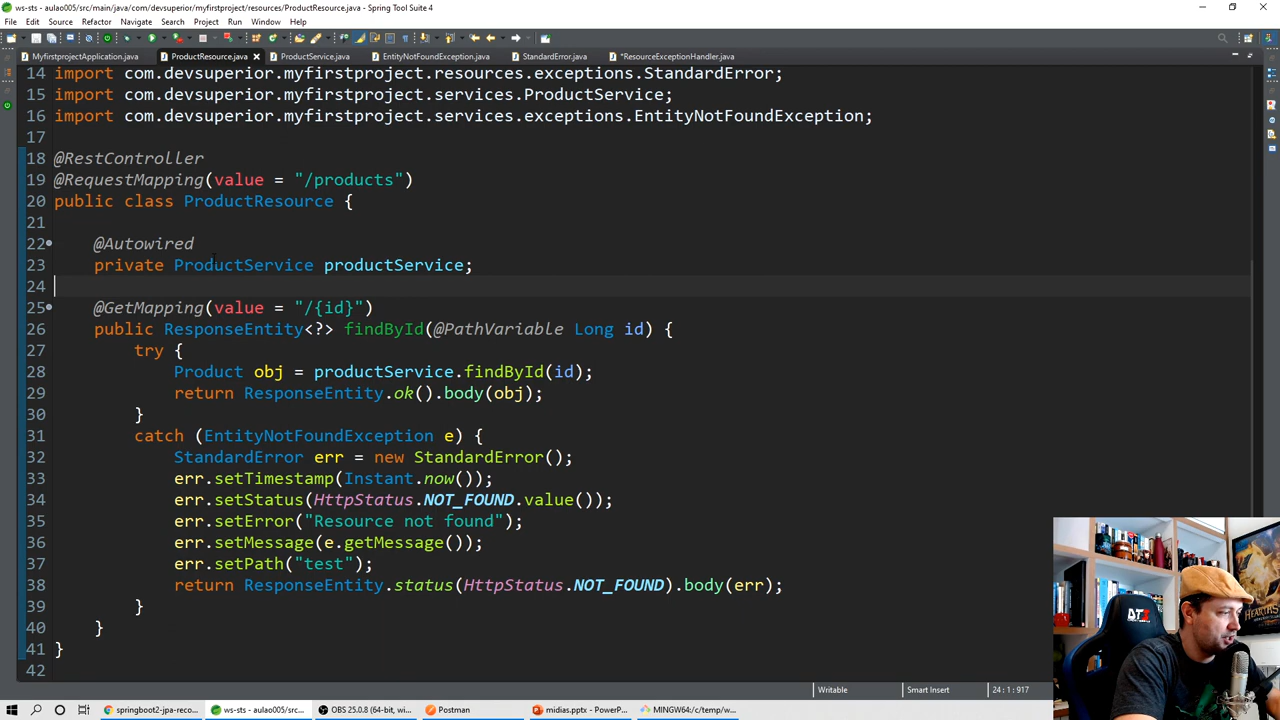 ws-sts - aulao005/src/main/java/com/devsuperior/myfirstproject/resources/ProductResource.java - Spring Tool Suite 4
File Edit Source Refactor Navigate Search Project Run Window Help
MyfirstprojectApplication.java ProductResource.java ProductService.java EntityNotFoundException.java StandardError.java *ResourceExceptionHandler.java
14 import com.devsuperior.myfirstproject.resources.exceptions.StandardError;
15 import com.devsuperior.myfirstproject.services.ProductService;
16 import com.devsuperior.myfirstproject.services.exceptions.EntityNotFoundException;
17
18 @RestController
19 @RequestMapping(value = "/products")
20 public class ProductResource {
21
22 @Autowired
23 private ProductService productService;
24
25 @GetMapping(value = "/{id}")
26 public ResponseEntity<?> findById(@PathVariable Long id) {
27 try {
28 Product obj = productService.findById(id);
29 return ResponseEntity.ok().body(obj);
30 }
31 catch (EntityNotFoundException e) {
32 StandardError err = new StandardError();
33 err.setTimestamp(Instant.now());
34 err.setStatus(HttpStatus.NOT_FOUND.value());
35 err.setError("Resource not found");
36 err.setMessage(e.getMessage());
37 err.setPath("test");
38 return ResponseEntity.status(HttpStatus.NOT_FOUND).body(err);
39 }
40 }
41 }
42
Writable Smart Insert 24 : 1 : 917
springboot2-jpa-reco... ws-sts - aulao005/src... OBS 25.0.8 (64-bit, wi... Postman midias.pptx - PowerP... MINGW64:/c/temp/w...